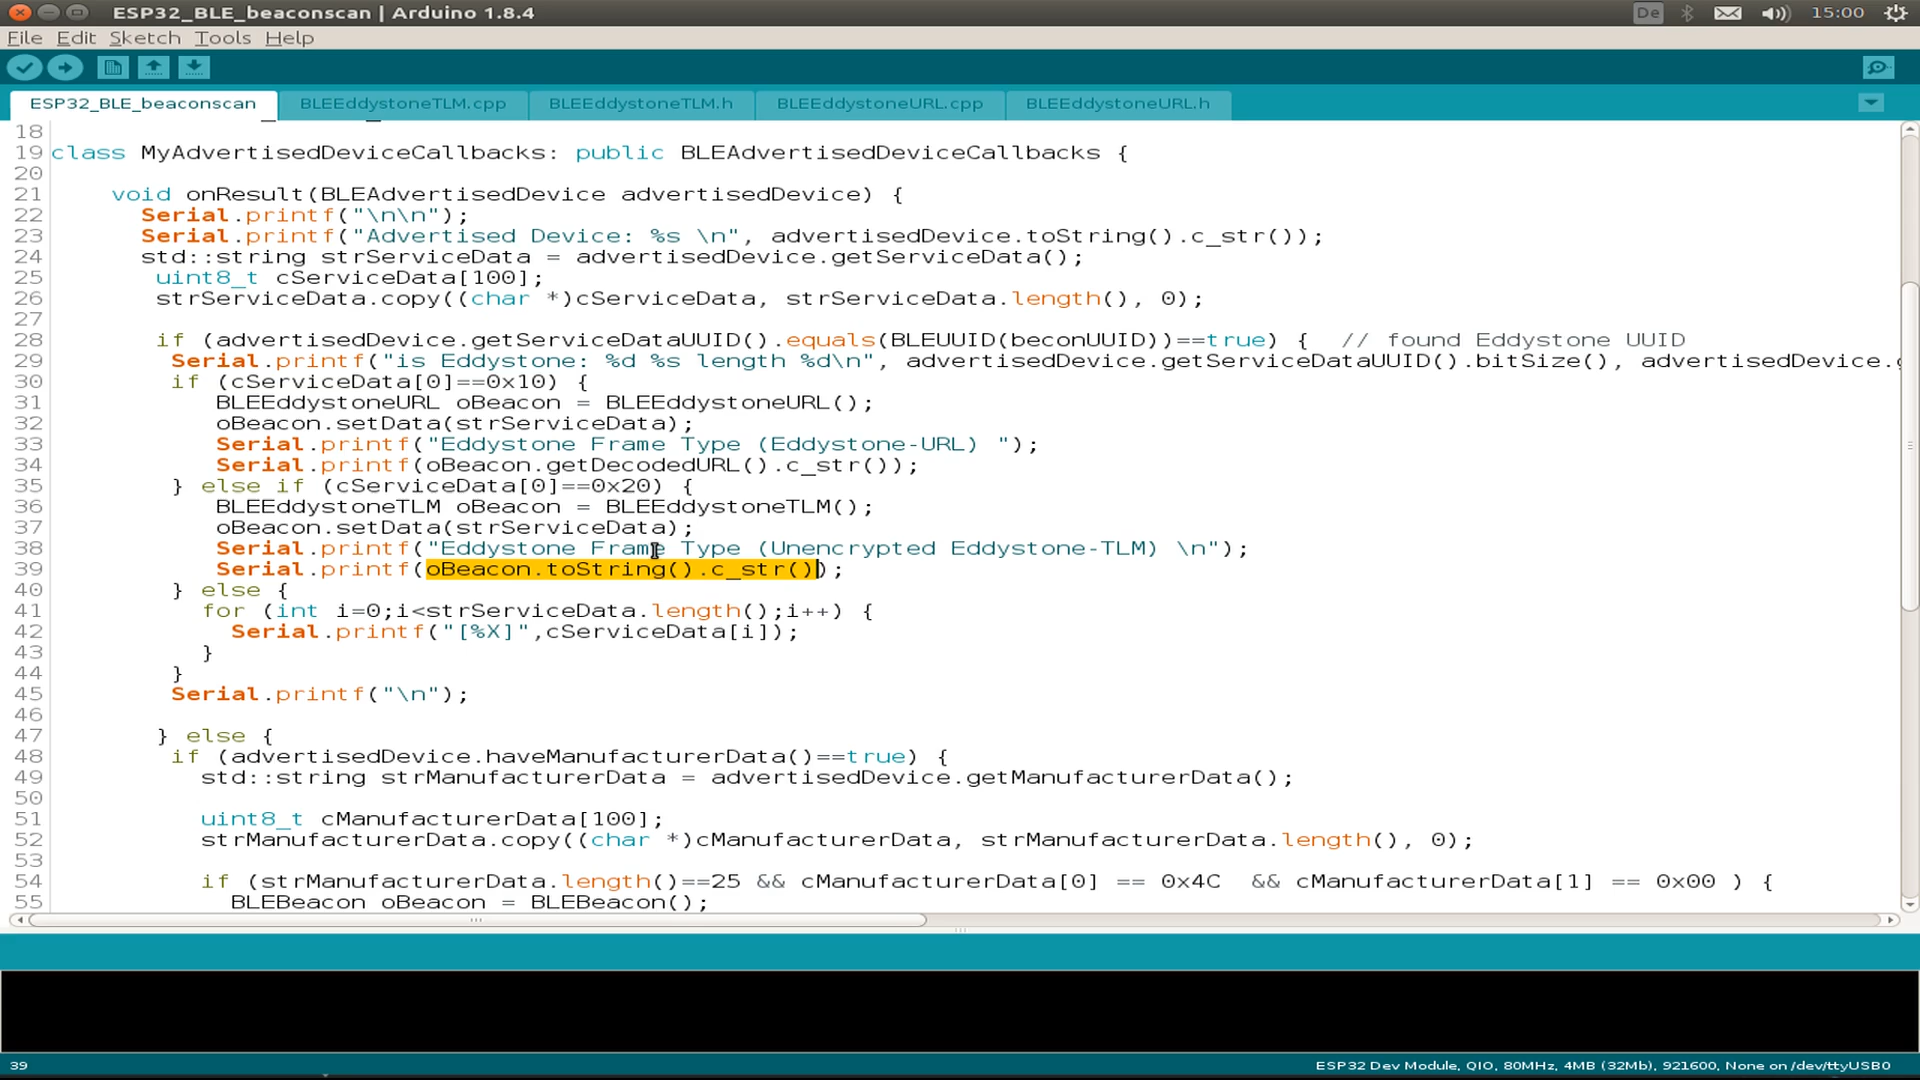 ESP32_BLE_beaconscan | Arduino 1.8.4
De
15:00
File Edit Sketch Tools Help
ESP32_BLE_beaconscan
BLEEddystoneTLM.cpp
BLEEddystoneTLM.h
BLEEddystoneURL.cpp
BLEEddystoneURL.h
18
19 class MyAdvertisedDeviceCallbacks: public BLEAdvertisedDeviceCallbacks {
20
21 void onResult(BLEAdvertisedDevice advertisedDevice) {
22 Serial.printf("\n\n");
23 Serial.printf("Advertised Device: %s \n", advertisedDevice.toString().c_str());
24 std::string strServiceData = advertisedDevice.getServiceData();
25 uint8_t cServiceData[100];
26 strServiceData.copy((char *)cServiceData, strServiceData.length(), 0);
27
28 if (advertisedDevice.getServiceDataUUID().equals(BLEUUID(beconUUID))==true) {  // found Eddystone UUID
29 Serial.printf("is Eddystone: %d %s length %d\n", advertisedDevice.getServiceDataUUID().bitSize(), advertisedDevice.
30 if (cServiceData[0]==0x10) {
31 BLEEddystoneURL oBeacon = BLEEddystoneURL();
32 oBeacon.setData(strServiceData);
33 Serial.printf("Eddystone Frame Type (Eddystone-URL) ");
34 Serial.printf(oBeacon.getDecodedURL().c_str());
35 } else if (cServiceData[0]==0x20) {
36 BLEEddystoneTLM oBeacon = BLEEddystoneTLM();
37 oBeacon.setData(strServiceData);
38 Serial.printf("Eddystone Frame Type (Unencrypted Eddystone-TLM) \n");
39 Serial.printf(oBeacon.toString().c_str());
40 } else {
41 for (int i=0;i<strServiceData.length();i++) {
42 Serial.printf("[%X]",cServiceData[i]);
43 }
44 }
45 Serial.printf("\n");
46
47 } else {
48 if (advertisedDevice.haveManufacturerData()==true) {
49 std::string strManufacturerData = advertisedDevice.getManufacturerData();
50
51 uint8_t cManufacturerData[100];
52 strManufacturerData.copy((char *)cManufacturerData, strManufacturerData.length(), 0);
53
54 if (strManufacturerData.length()==25 && cManufacturerData[0] == 0x4C  && cManufacturerData[1] == 0x00 ) {
55 BLEBeacon oBeacon = BLEBeacon();
39
ESP32 Dev Module, QIO, 80MHz, 4MB (32Mb), 921600, None on /dev/ttyUSB0